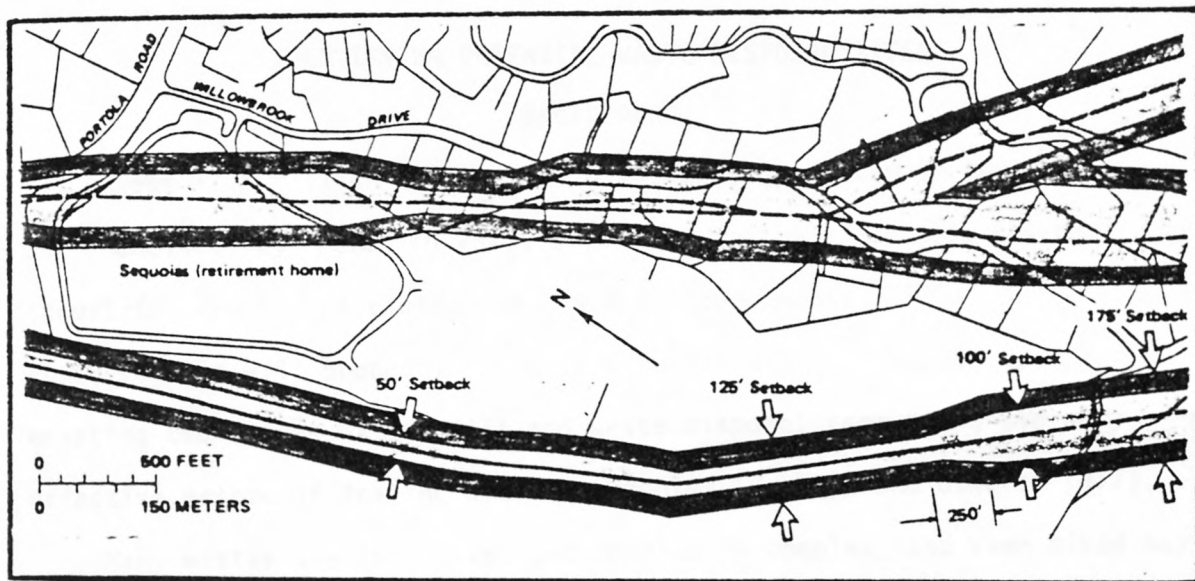 PORTOLA ROAD
WILLOWBROOK DRIVE
Sequoias (retirement home)
N
175' Setback
100' Setback
50' Setback
125' Setback
0 500 FEET
0 150 METERS
250'